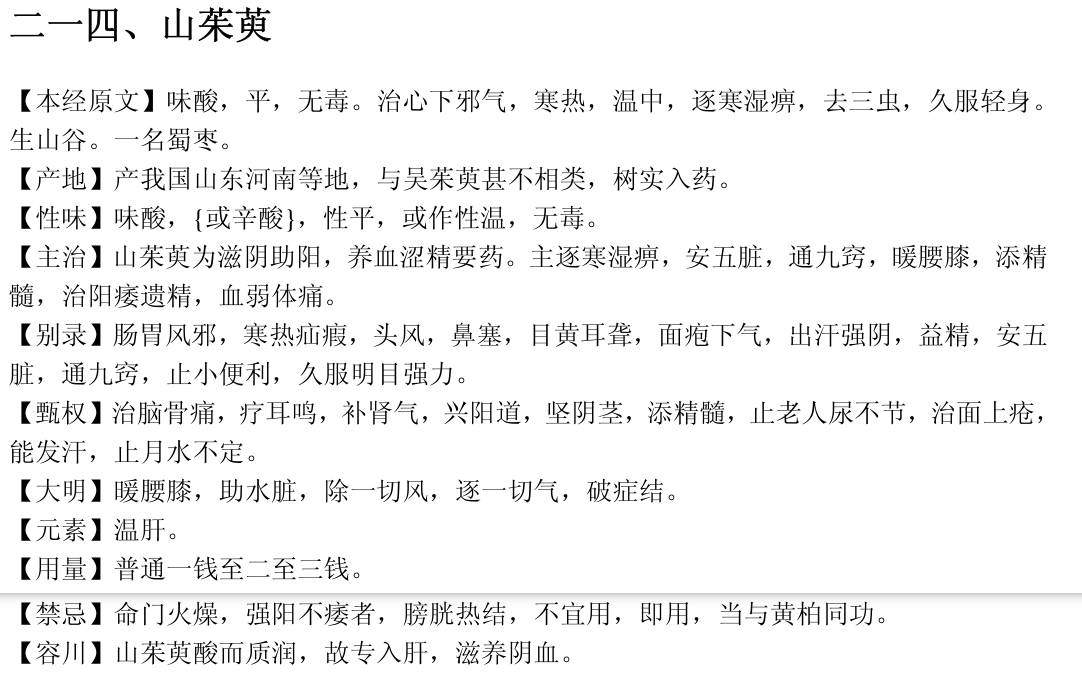 二一四、山茱萸
【本经原文】味酸，平，无毒。治心下邪气，寒热，温中，逐寒湿痹，去三虫，久服轻身。
生山谷。一名蜀枣。
【产地】产我国山东河南等地，与吴茱萸甚不相类，树实入药。
【性味】味酸，{或辛酸}，性平，或作性温，无毒。
【主治】山茱萸为滋阴助阳，养血涩精要药。主逐寒湿痹，安五脏，通九窍，暖腰膝，添精
髓，治阳痿遗精，血弱体痛。
【别录】肠胃风邪，寒热疝瘕，头风，鼻塞，目黄耳聋，面疱下气，出汗强阴，益精，安五
脏，通九窍，止小便利，久服明目强力。
【甄权】治脑骨痛，疗耳鸣，补肾气，兴阳道，坚阴茎，添精髓，止老人尿不节，治面上疮，
能发汗，止月水不定。
【大明】暖腰膝，助水脏，除一切风，逐一切气，破症结。
【元素】温肝。
【用量】普通一钱至二至三钱。
【禁忌】命门火燥，强阳不痿者，膀胱热结，不宜用，即用，当与黄柏同功。
【容川】山茱萸酸而质润，故专入肝，滋养阴血。